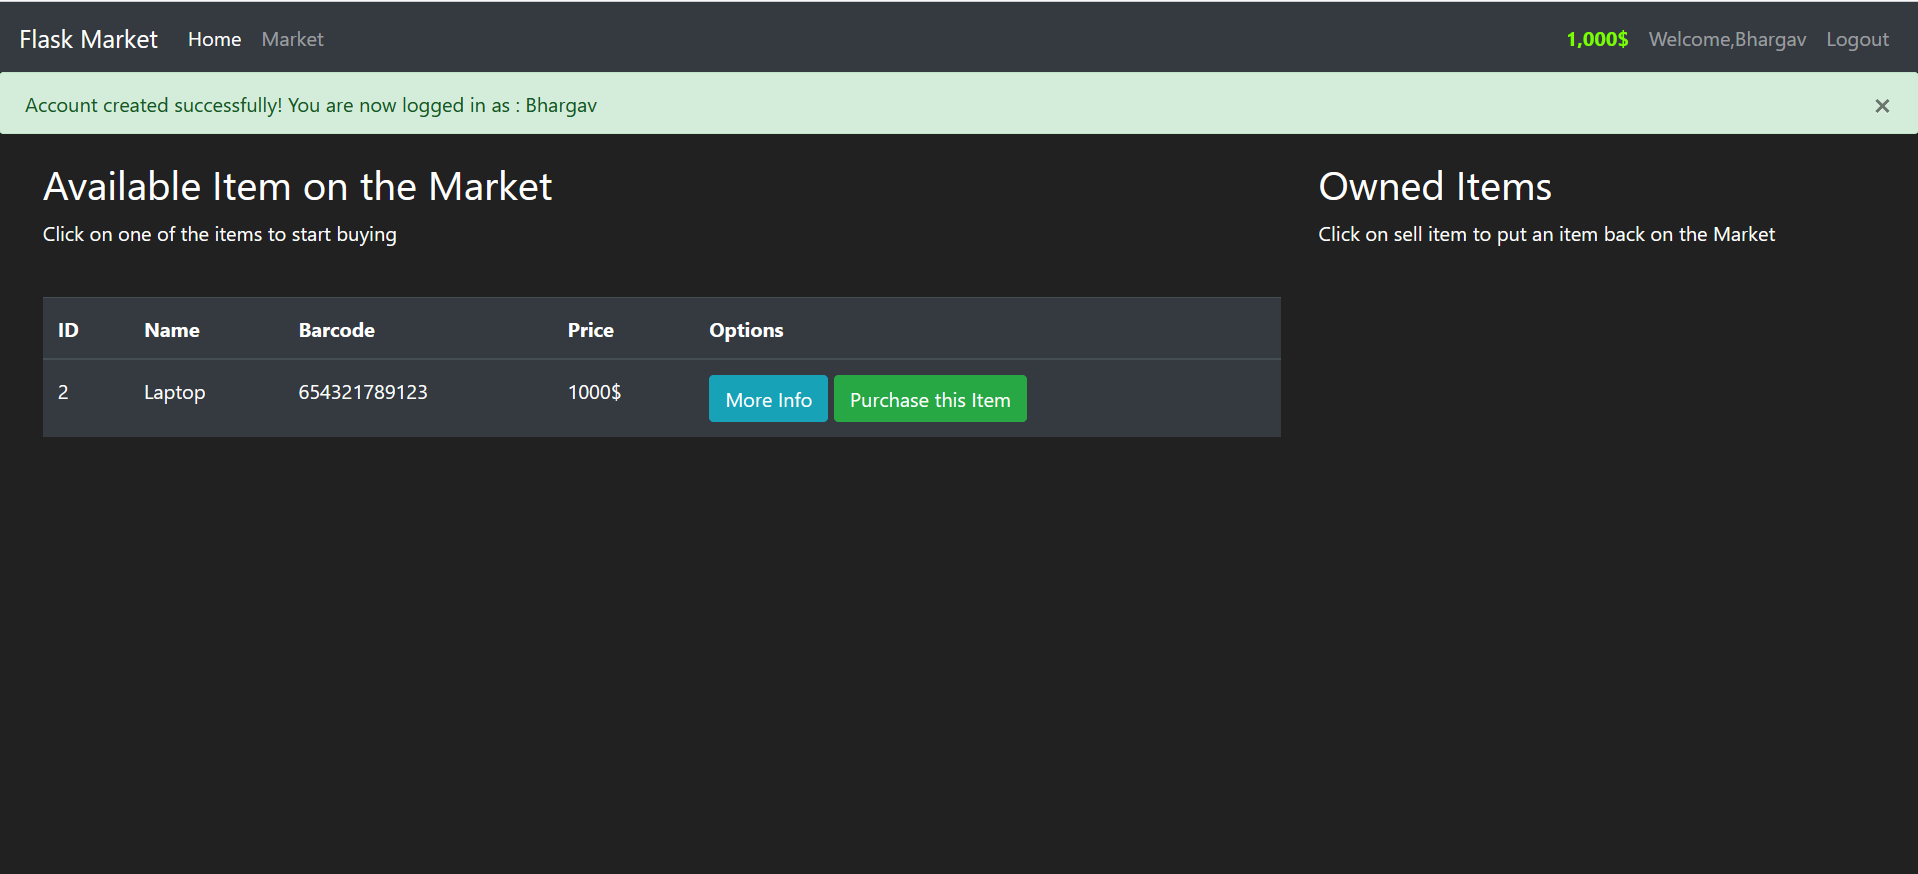 Flask Market Home Market 1,000$ Welcome,Bhargav Logout
Account created successfully! You are now logged in as : Bhargav ×
Available Item on the Market
Click on one of the items to start buying
Owned Items
Click on sell item to put an item back on the Market
ID Name Barcode Price Options
2 Laptop 654321789123 1000$ More Info Purchase this Item